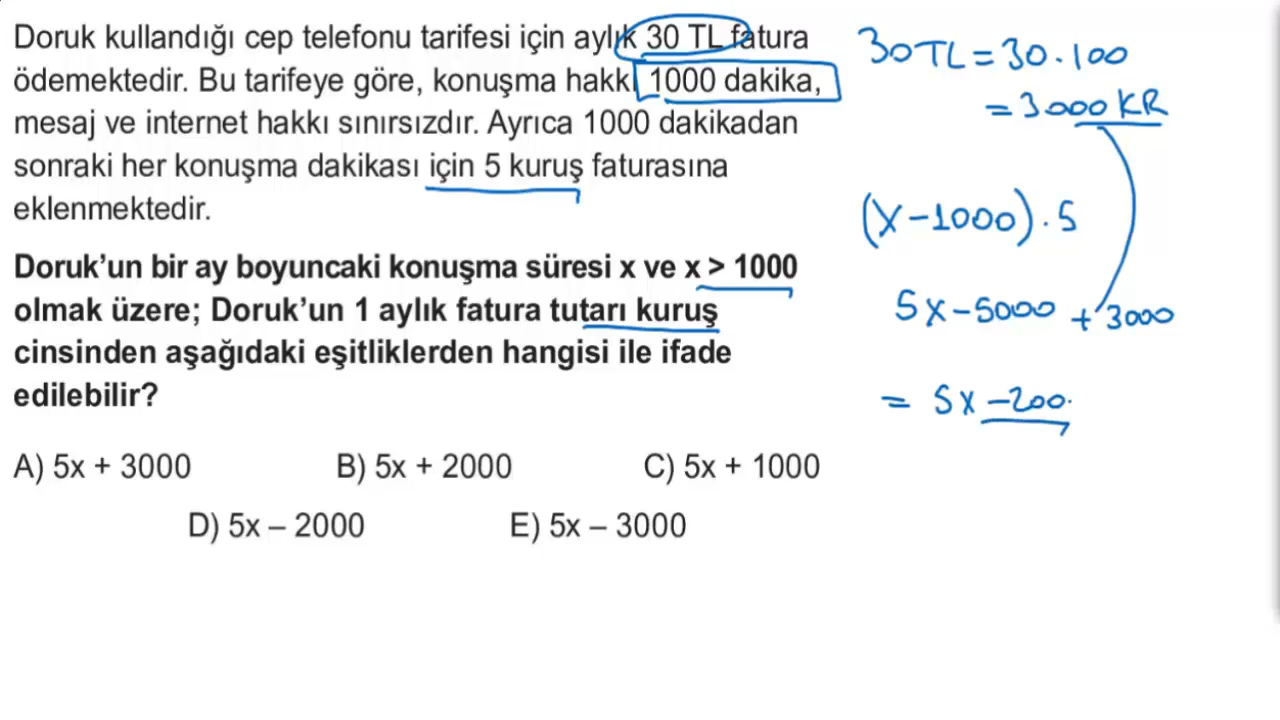 Doruk kullandığı cep telefonu tarifesi için aylık 30 TL fatura
ödemektedir. Bu tarifeye göre, konuşma hakkı 1000 dakika,
mesaj ve internet hakkı sınırsızdır. Ayrıca 1000 dakikadan
sonraki her konuşma dakikası için 5 kuruş faturasına
eklenmektedir.
Doruk’un bir ay boyuncaki konuşma süresi x ve x > 1000
olmak üzere; Doruk’un 1 aylık fatura tutarı kuruş
cinsinden aşağıdaki eşitliklerden hangisi ile ifade
edilebilir?
A) 5x + 3000 B) 5x + 2000 C) 5x + 1000
D) 5x – 2000 E) 5x – 3000
30TL = 30.100
= 3000 KR
(x-1000).5
5x-5000 + 3000
= 5x -200.